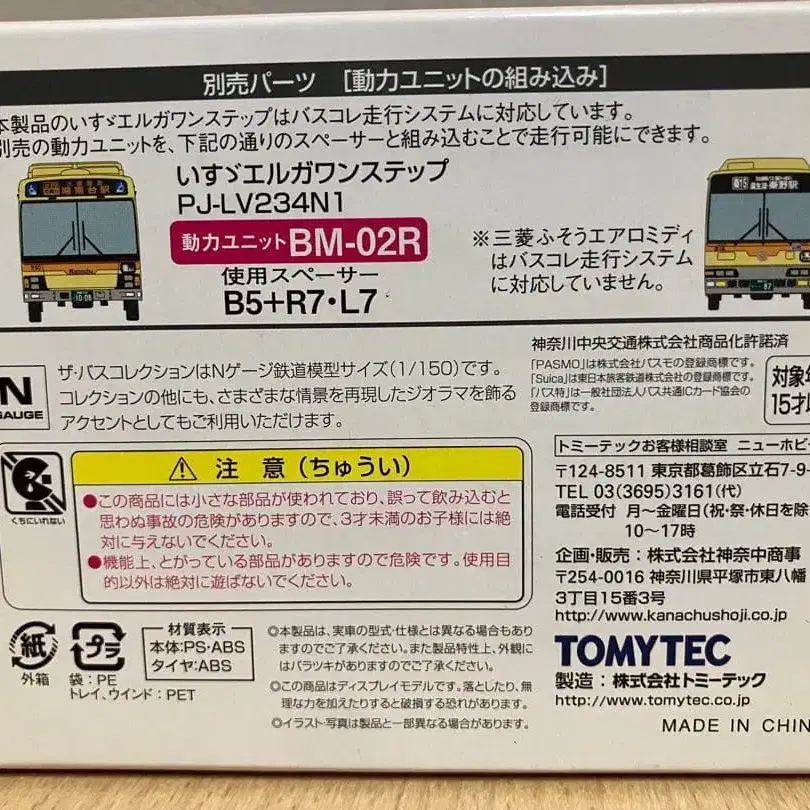 別売パーツ [動力ユニットの組み込み]
本製品のいすゞエルガワンステップはバスコレ走行システムに対応しています。
別売の動力ユニットを、下記の通りのスペーサーと組み込むことで走行可能にできます。
いすゞエルガワンステップ
PJ-LV234N1
動力ユニットBM-02R
使用スペーサー
B5+R7・L7
湘南台駅
Kanachu
1006
※三菱ふそうエアロミディ
はバスコレ走行システム
に対応していません。
秦野駅
87
神奈川中央交通株式会社商品化許諾済
「PASMO」は株式会社パスモの登録商標です。
「Suica」は東日本旅客鉄道株式会社の登録商標です。
「バス特」は一般社団法人バス共通ICカード協会の
登録商標です。
対象年
15才以
N
GAUGE
ザ・バスコレクションはNゲージ鉄道模型サイズ(1/150)です。
コレクションの他にも、さまざまな情景を再現したジオラマを飾る
アクセントとしてもご利用いただけます。
くちにいれない
注意(ちゅうい)
●この商品には小さな部品が使われており、誤って飲み込むと
思わぬ事故の危険がありますので、3才未満のお子様には絶
対に与えないでください。
●機能上、とがっている部品がありますので危険です。使用目
的以外は絶対に遊ばないでください。
トミーテックお客様相談室 ニューホビー
〒124-8511 東京都葛飾区立石7-9-
TEL 03(3695)3161(代)
電話受付 月～金曜日(祝・祭・休日を除
10～17時
企画・販売：株式会社神奈中商事
〒254-0016 神奈川県平塚市東八幡
3丁目15番3号
http://www.kanachushoji.co.jp
TOMYTEC
製造：株式会社トミーテック
http://www.tomytec.co.jp
MADE IN CHIN
紙
外箱
プラ
袋：PE
トレイ、ウインド：PET
材質表示
本体:PS・ABS
タイヤ:ABS
◎本製品は、実車の型式・仕様とは異なる場合もあり
ますのでご了承ください。また製品特性上、外観に
はバラツキがありますのでご了承ください。
◎この商品はディスプレイモデルです。落としたり、無
理な力を加えたりすると破損する恐れがあります。
◎イラスト・写真は製品と一部異なる場合があります。